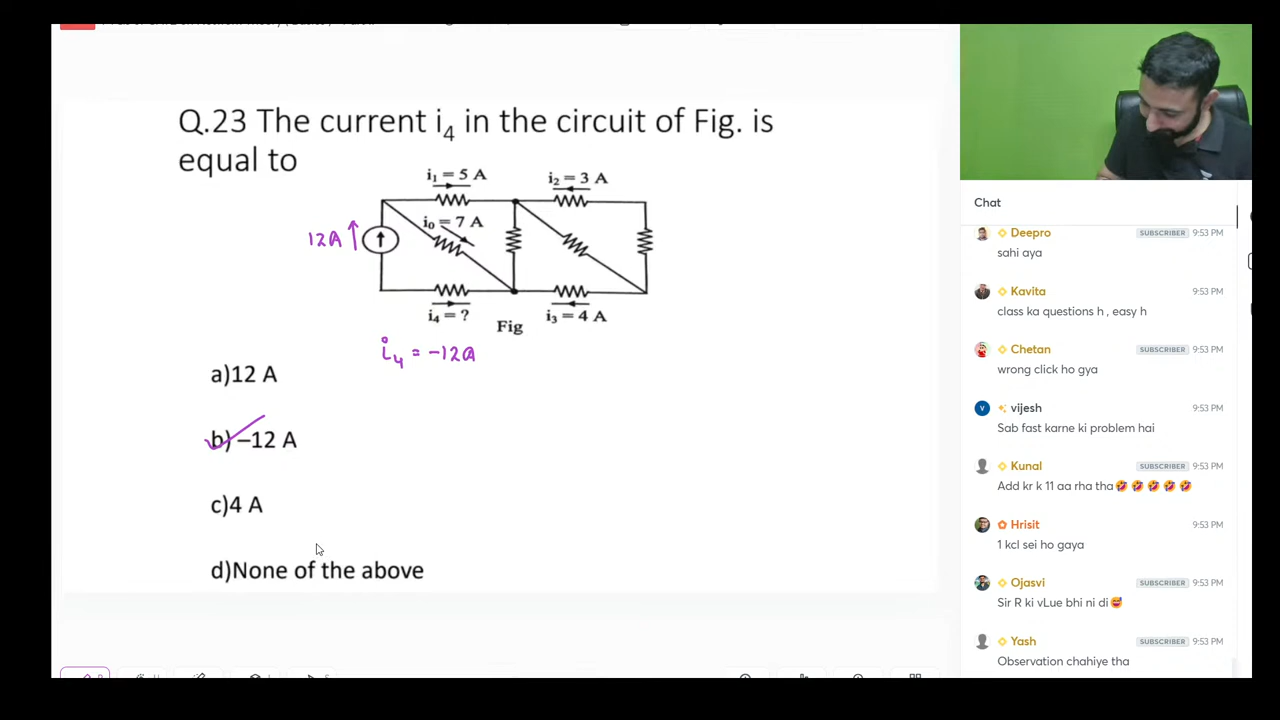 Q.23 The current i₄ in the circuit of Fig. is
equal to
i₁ = 5 A
i₂ = 3 A
i₀ = 7 A
12A
i₄ = ?
i₃ = 4 A
Fig
i₄ = -12A
a)12 A
b) –12 A
c)4 A
d)None of the above
Chat
Deepro SUBSCRIBER 9:53 PM
sahi aya
Kavita SUBSCRIBER 9:53 PM
class ka questions h , easy h
Chetan SUBSCRIBER 9:53 PM
wrong click ho gya
V vijesh 9:53 PM
Sab fast karne ki problem hai
Kunal SUBSCRIBER 9:53 PM
Add kr k 11 aa rha tha🤣🤣🤣🤣🤣
Hrisit 9:53 PM
1 kcl sei ho gaya
Ojasvi SUBSCRIBER 9:53 PM
Sir R ki vLue bhi ni di😅
Yash SUBSCRIBER 9:53 PM
Observation chahiye tha